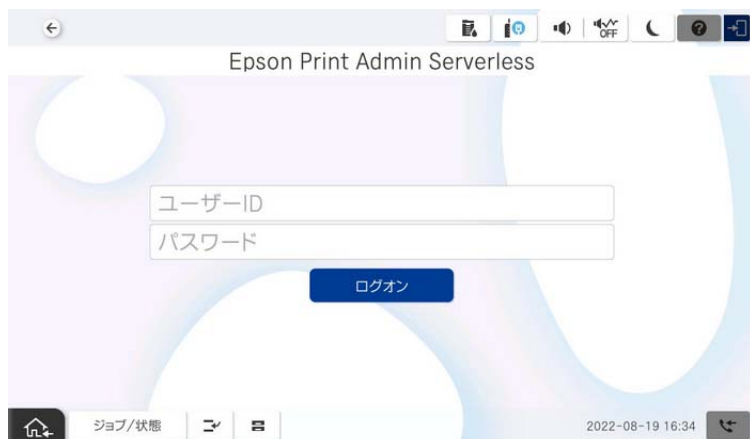 OFF
Epson Print Admin Serverless
ユーザーID
パスワード
ログオン
ジョブ/状態
2022-08-19 16:34